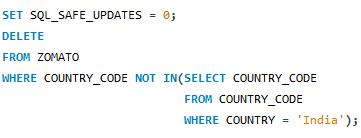 SET SQL_SAFE_UPDATES = 0;
DELETE
FROM ZOMATO
WHERE COUNTRY_CODE NOT IN(SELECT COUNTRY_CODE
FROM COUNTRY_CODE
WHERE COUNTRY = 'India');